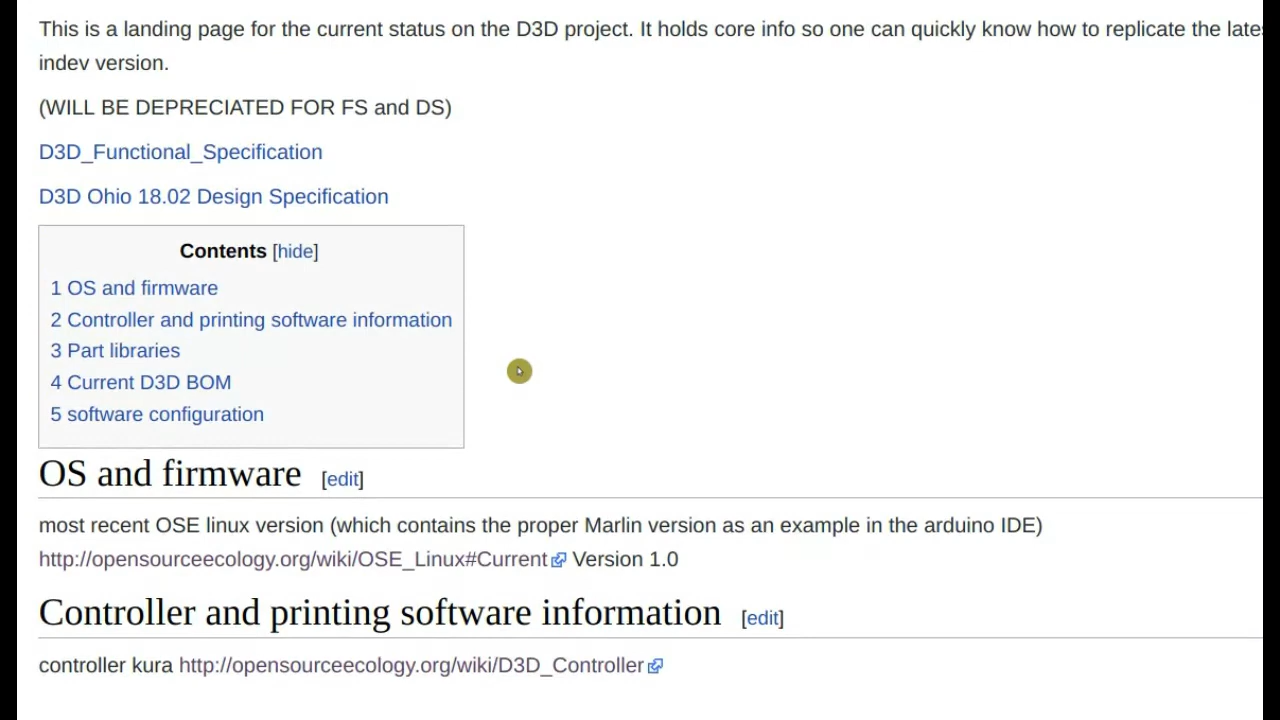 This is a landing page for the current status on the D3D project. It holds core info so one can quickly know how to replicate the
indev version.
(WILL BE DEPRECIATED FOR FS and DS)
D3D_Functional_Specification
D3D Ohio 18.02 Design Specification
Contents [hide]
1 OS and firmware
2 Controller and printing software information
3 Part libraries
4 Current D3D BOM
5 software configuration
OS and firmware [edit]
most recent OSE linux version (which contains the proper Marlin version as an example in the arduino IDE)
http://opensourceecology.org/wiki/OSE_Linux#Current Version 1.0
Controller and printing software information [edit]
controller kura http://opensourceecology.org/wiki/D3D_Controller